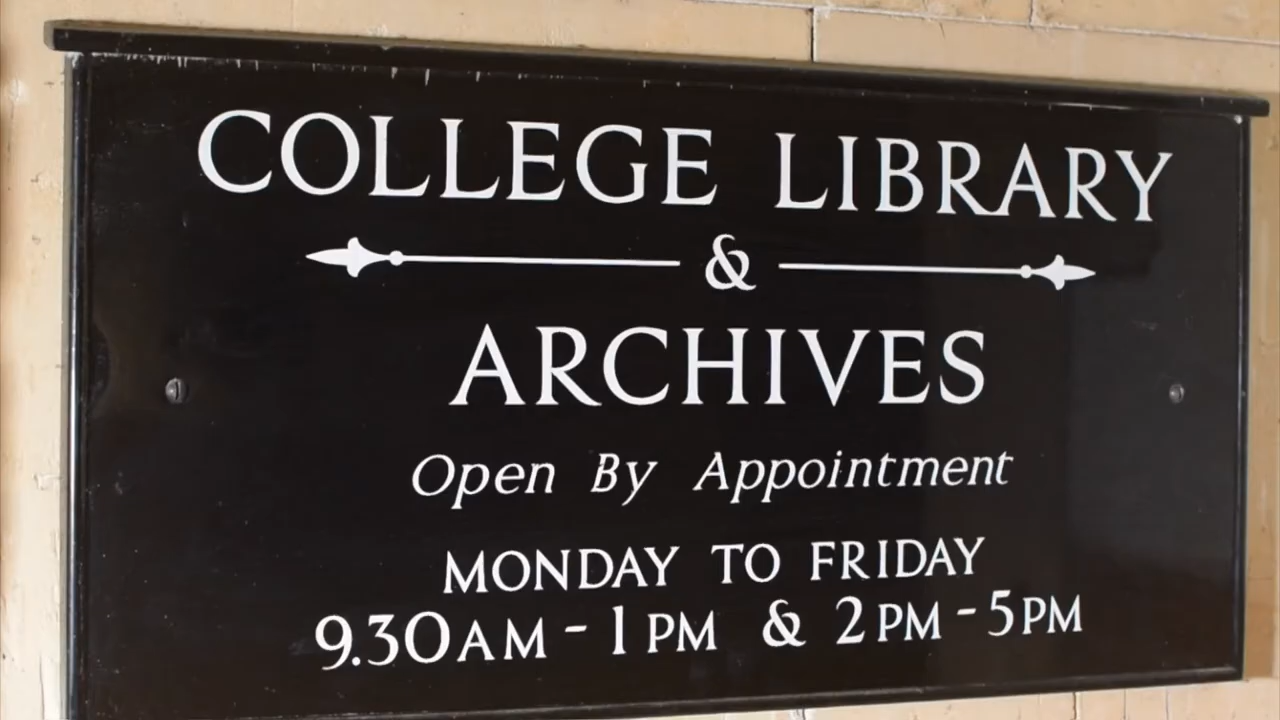 COLLEGE LIBRARY
&
ARCHIVES
Open By Appointment
MONDAY TO FRIDAY
9.30AM - 1PM & 2PM - 5PM